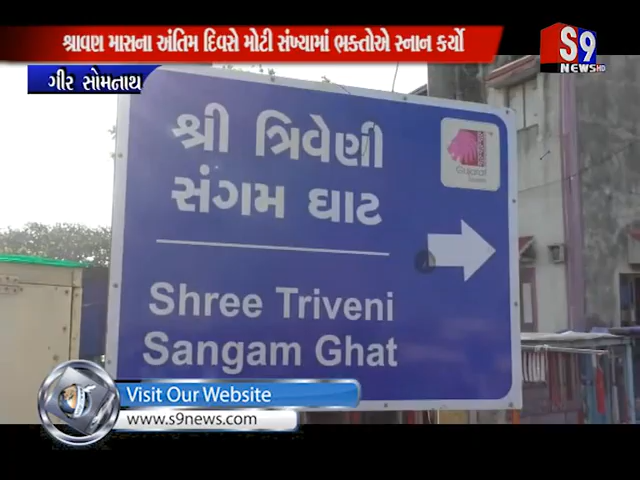 શ્રાવણ માસના અંતિમ દિવસે મોટી સંખ્યામાં ભક્તોએ સ્નાન કર્યો
S9
NEWS HD
ગીર સોમનાથ
શ્રી ત્રિવેણી
સંગમ ઘાટ
Gujarat
Shree Triveni
Sangam Ghat
Visit Our Website
www.s9news.com